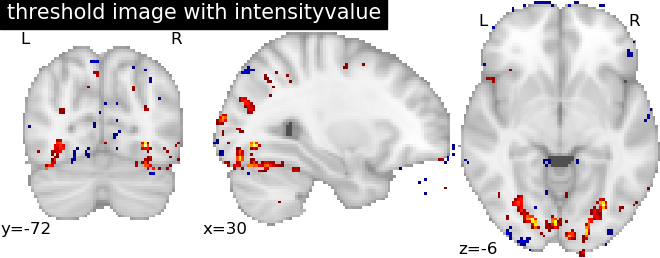 threshold image with intensityvalue
L R
L R
y=-72
x=30
z=-6